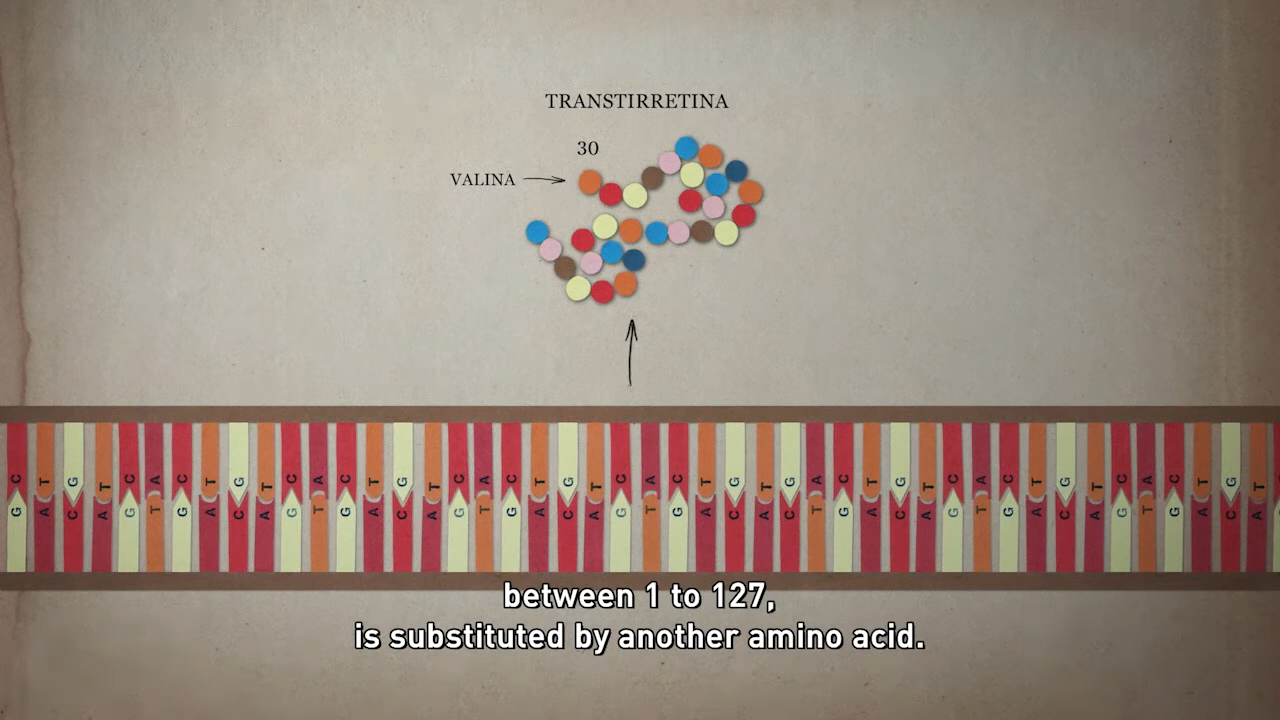 TRANSTIRRETINA
30
VALINA
C T G T C A C T G T C A C T G T C A C T G T C A C T G T G A C T G T C A C T G T C A C T G T
G A C A G T G A C A G T G A C A G T G A C A G T G A C A C T G A C A G T G A C A G T G A C A
between 1 to 127,
is substituted by another amino acid.